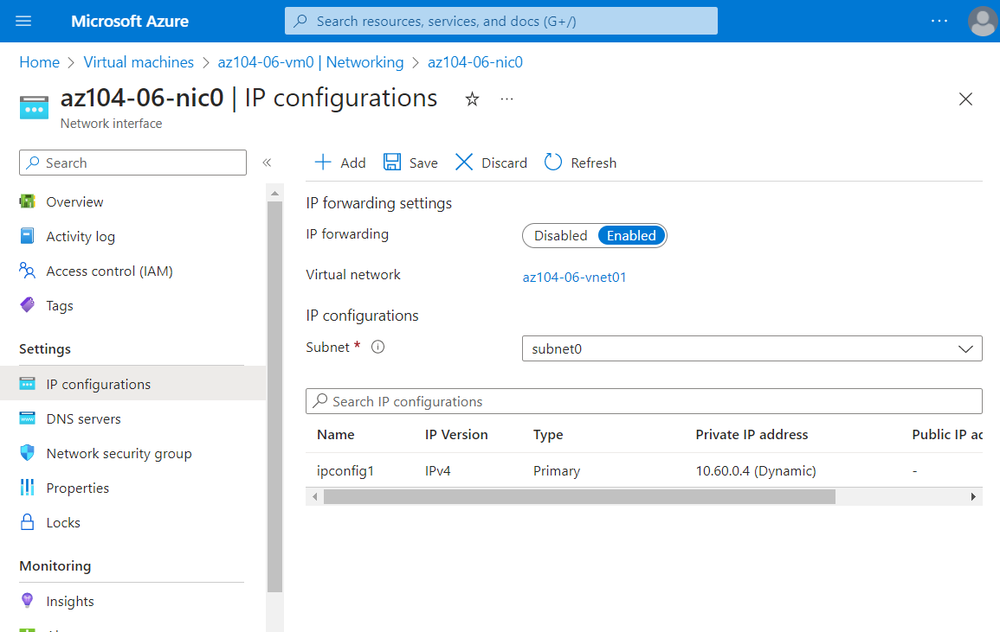 Microsoft Azure
Search resources, services, and docs (G+/)
Home > Virtual machines > az104-06-vm0 | Networking > az104-06-nic0
az104-06-nic0 | IP configurations
Network interface
Search
Overview
Activity log
Access control (IAM)
Tags
Settings
IP configurations
DNS servers
Network security group
Properties
Locks
Monitoring
Insights
Add Save Discard Refresh
IP forwarding settings
IP forwarding Disabled Enabled
Virtual network az104-06-vnet01
IP configurations
Subnet * subnet0
Search IP configurations
Name IP Version Type Private IP address Public IP
ipconfig1 IPv4 Primary 10.60.0.4 (Dynamic) -